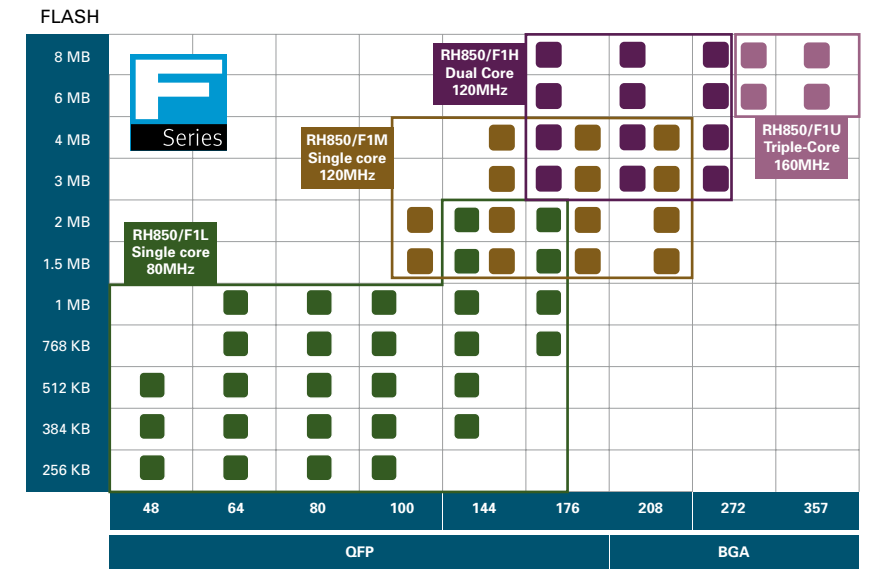 FLASH
8 MB
6 MB
4 MB
3 MB
2 MB
1.5 MB
1 MB
768 KB
512 KB
384 KB
256 KB
F
Series
RH850/F1H
Dual Core
120MHz
RH850/F1U
Triple-Core
160MHz
RH850/F1M
Single core
120MHz
RH850/F1L
Single core
80MHz
48 64 80 100 144 176 208 272 357
QFP BGA